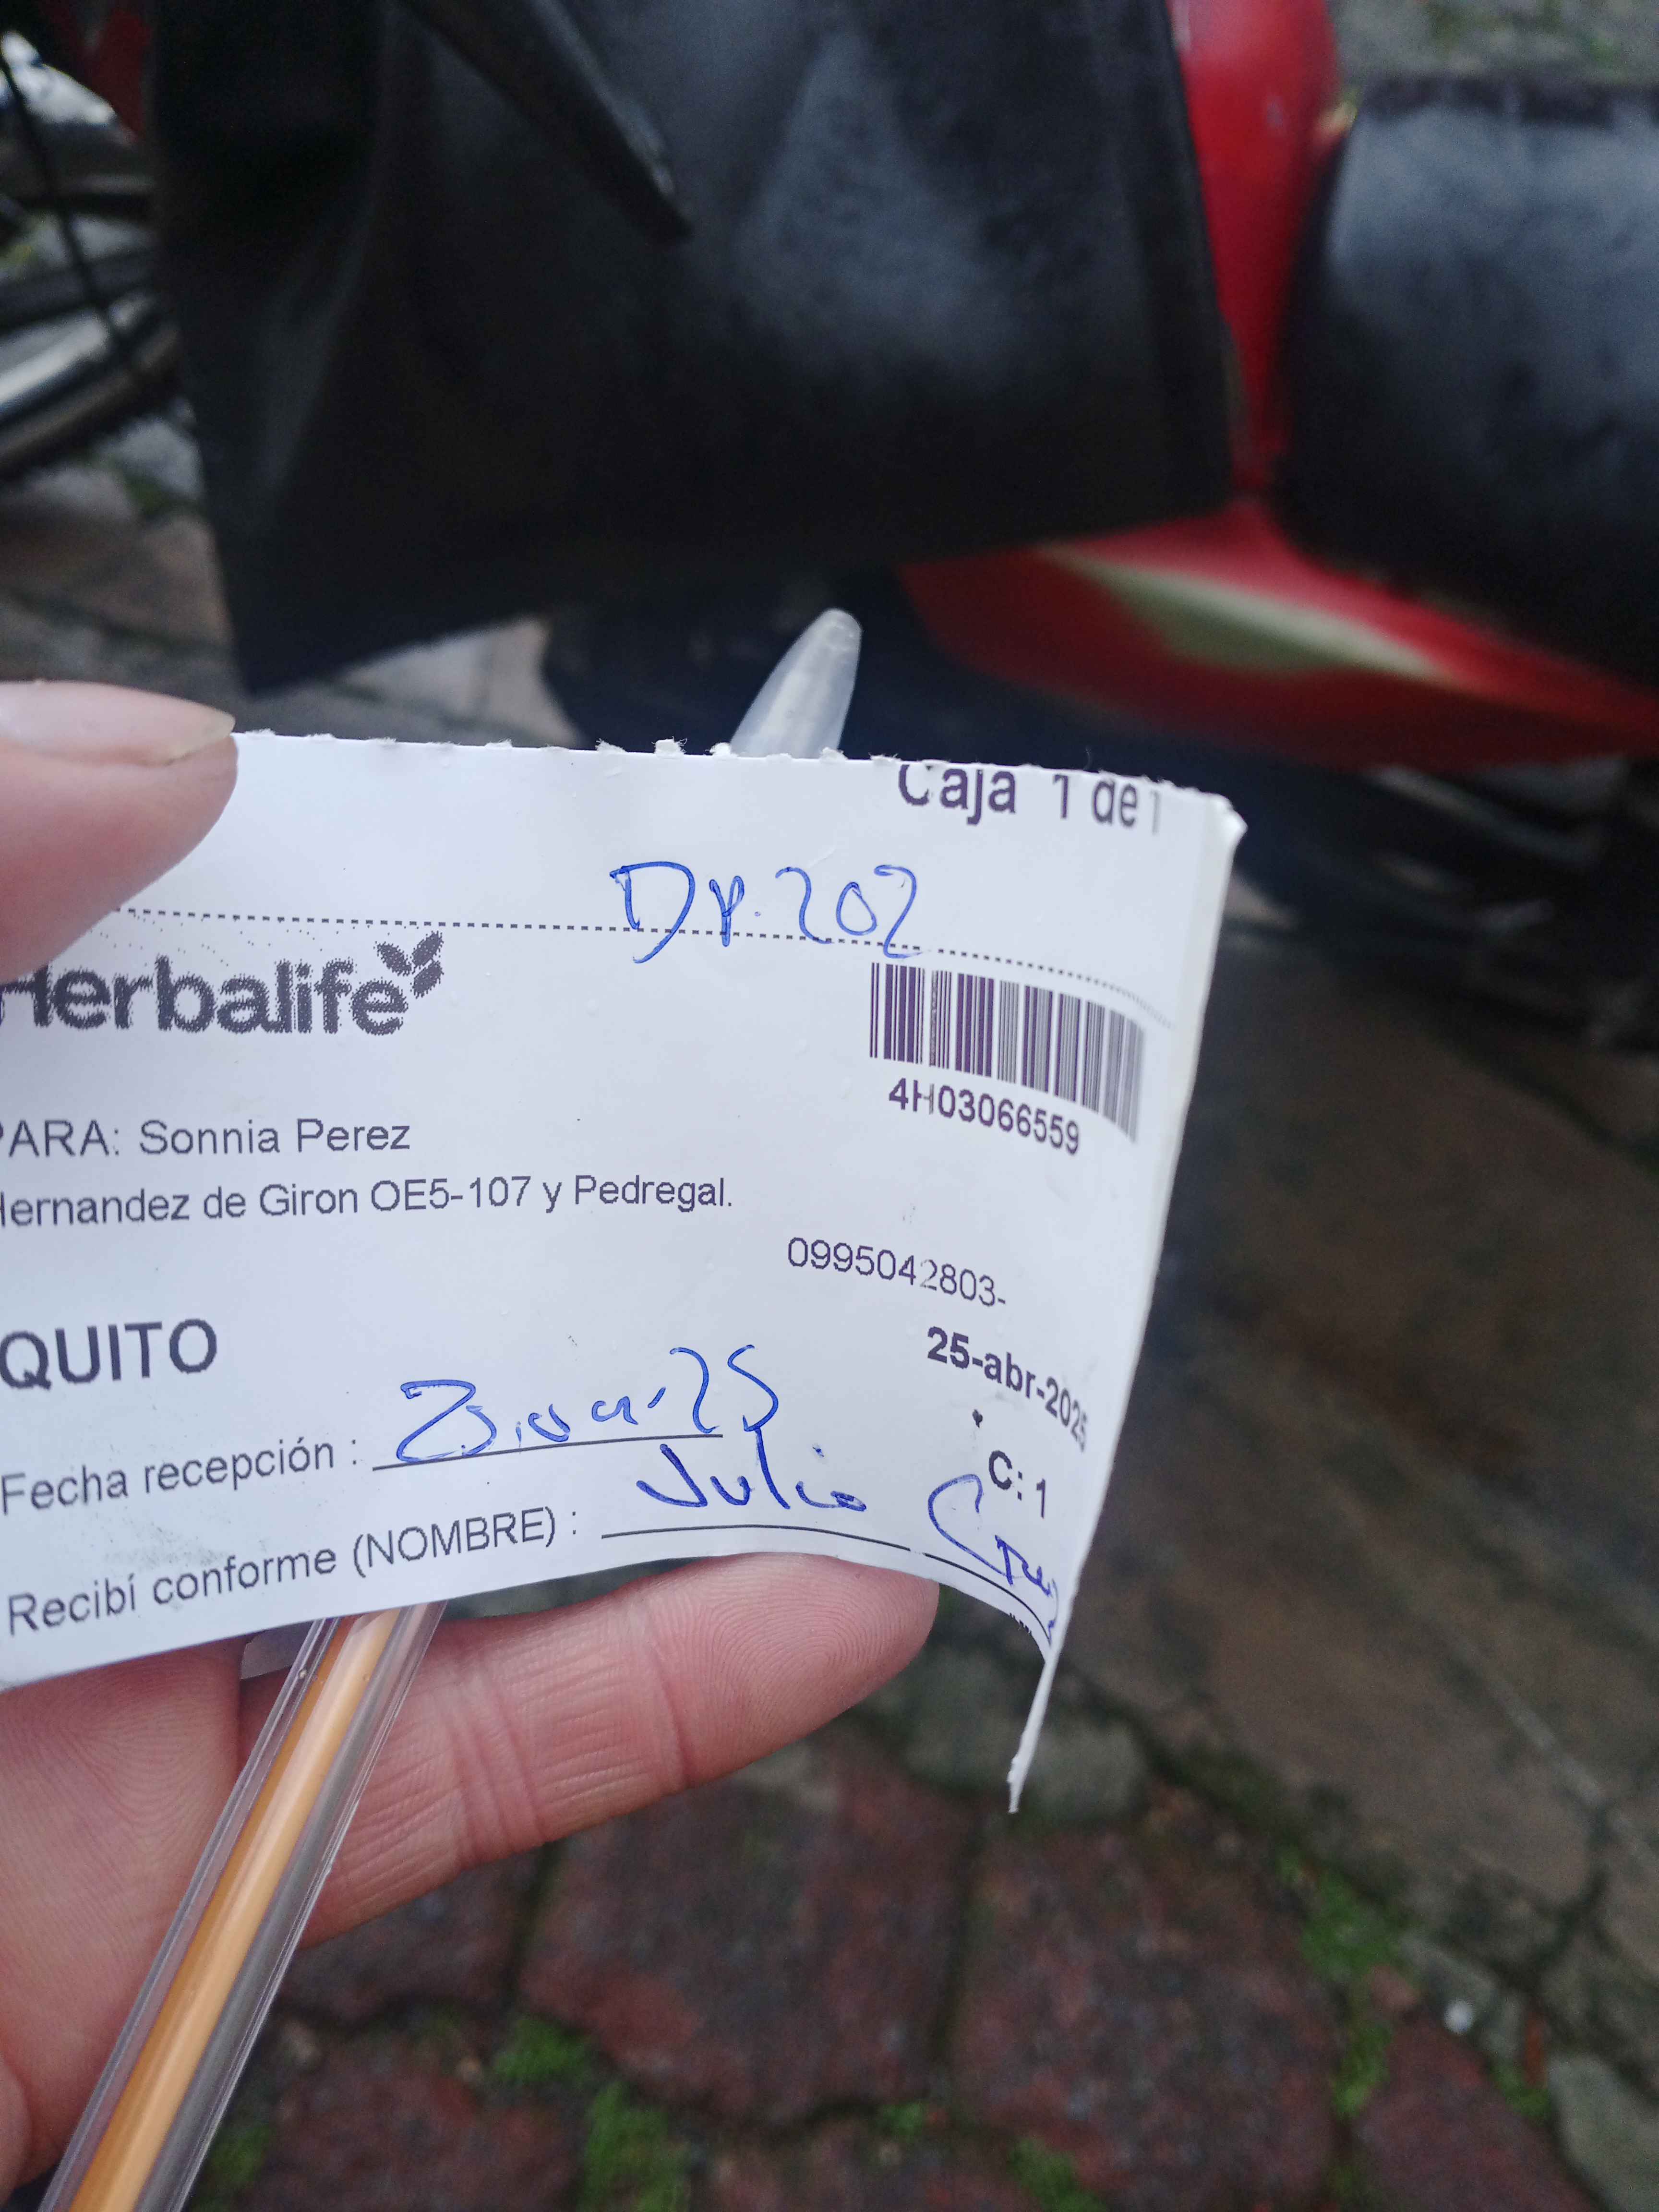 Caja 1 de 1
Dp. 202
Herbalife
4H03066559
PARA: Sonnia Perez
Hernandez de Giron OE5-107 y Pedregal.
0995042803-
QUITO
25-abr-2025
Fecha recepción :
C: 1
Recibí conforme (NOMBRE) : Julio